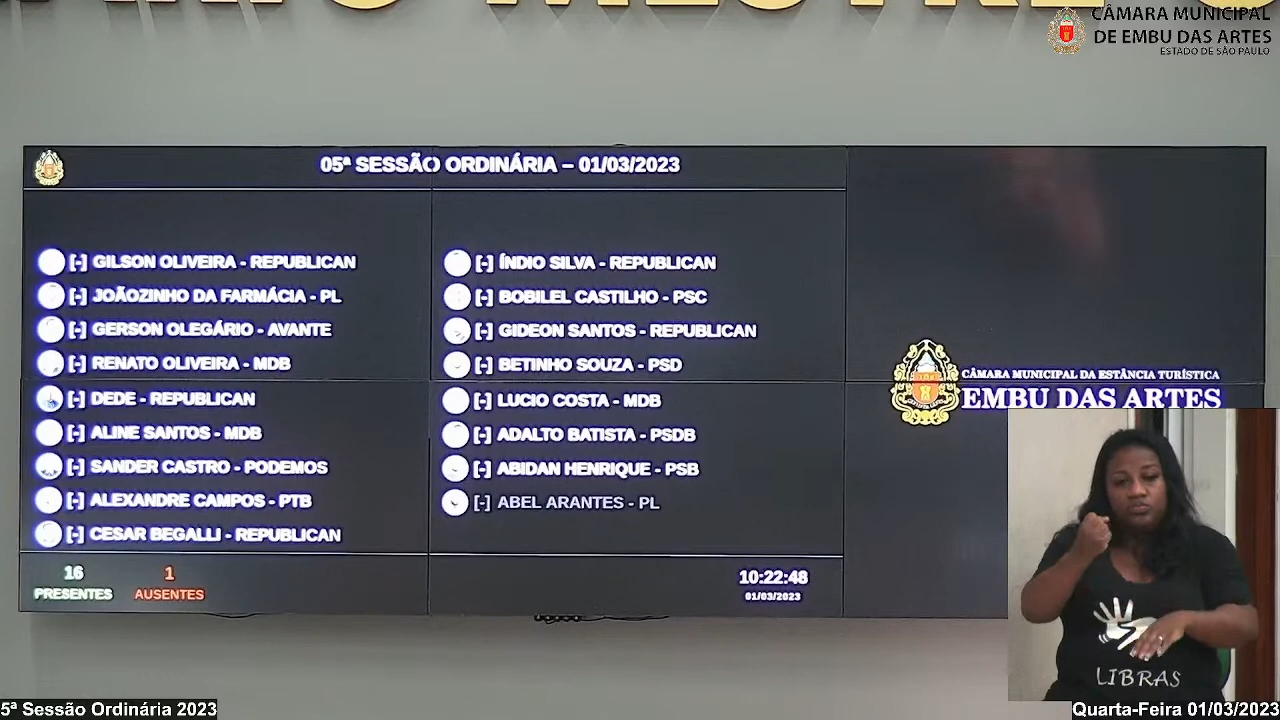 CÂMARA MUNICIPAL
DE EMBU DAS ARTES
ESTADO DE SÃO PAULO
05ª SESSÃO ORDINÁRIA – 01/03/2023
[-] GILSON OLIVEIRA - REPUBLICAN
[-] JOÃOZINHO DA FARMÁCIA - PL
[-] GERSON OLEGÁRIO - AVANTE
[-] RENATO OLIVEIRA - MDB
[-] DEDE - REPUBLICAN
[-] ALINE SANTOS - MDB
[-] SANDER CASTRO - PODEMOS
[-] ALEXANDRE CAMPOS - PTB
[-] CESAR BEGALLI - REPUBLICAN
[-] ÍNDIO SILVA - REPUBLICAN
[-] BOBILEL CASTILHO - PSC
[-] GIDEON SANTOS - REPUBLICAN
[-] BETINHO SOUZA - PSD
[-] LUCIO COSTA - MDB
[-] ADALTO BATISTA - PSDB
[-] ABIDAN HENRIQUE - PSB
[-] ABEL ARANTES - PL
16
PRESENTES
1
AUSENTES
10:22:48
01/03/2023
CÂMARA MUNICIPAL DA ESTÂNCIA TURÍSTICA
EMBU DAS ARTES
LIBRAS
5ª Sessão Ordinária 2023
Quarta-Feira 01/03/2023